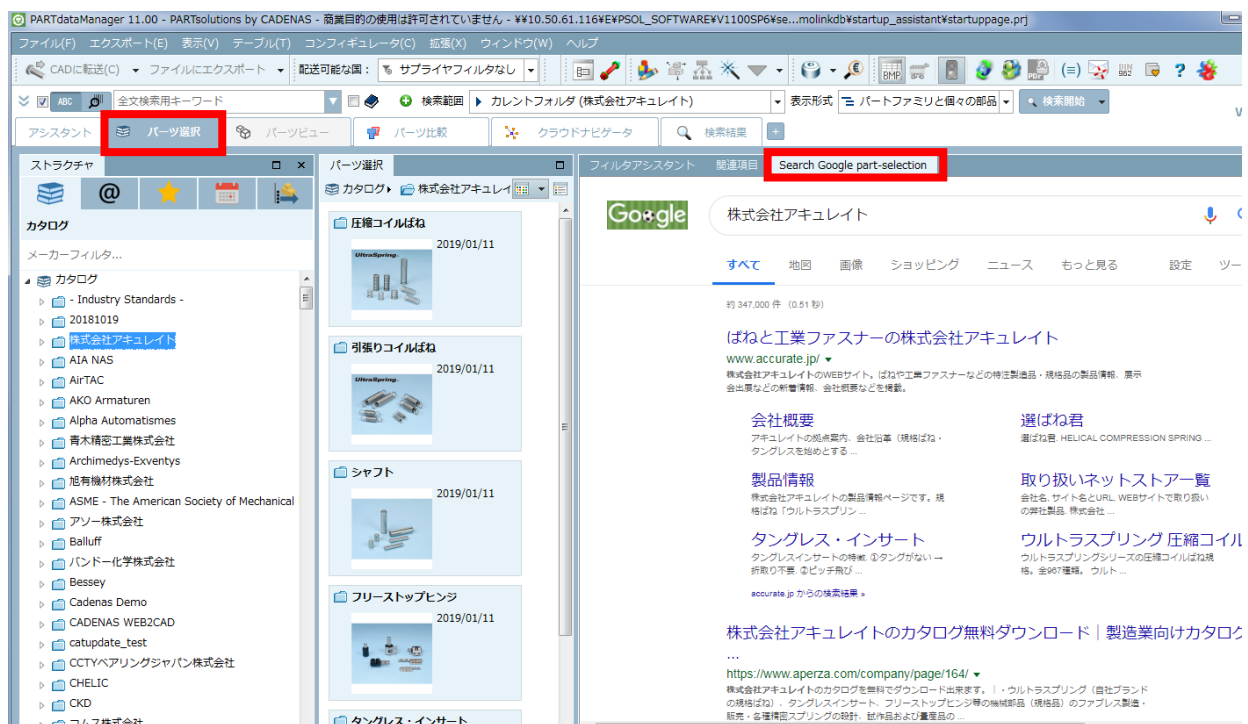 PARTdataManager 11.00 - PARTsolutions by CADENAS - 商業目的の使用は許可されていません - ¥¥10.50.61.116¥E¥PSOL_SOFTWARE¥V1100SP6¥se...molinkdb¥startup_assistant¥startuppage.prj
ファイル(F) エクスポート(E) 表示(V) テーブル(T) コンフィギュレータ(C) 拡張(X) ウィンドウ(W) ヘルプ
CADに転送(C) ファイルにエクスポート 配送可能な国： サプライヤフィルタなし
ABC 全文検索用キーワード 検索範囲 カレントフォルダ (株式会社アキュレイト) 表示形式 パートファミリと個々の部品 検索開始
アシスタント パーツ選択 パーツビュー パーツ比較 クラウドナビゲータ 検索結果
ストラクチャ
カタログ
メーカーフィルタ...
カタログ
- Industry Standards -
20181019
株式会社アキュレイト
AIA NAS
AirTAC
AKO Armaturen
Alpha Automatismes
青木精密工業株式会社
Archimedys-Exventys
旭有機材株式会社
ASME - The American Society of Mechanical
アソー株式会社
Balluff
バンドー化学株式会社
Bessey
Cadenas Demo
CADENAS WEB2CAD
catupdate_test
CCTYベアリングジャパン株式会社
CHELIC
CKD
コムス株式会社
パーツ選択
カタログ 株式会社アキュレイ
圧縮コイルばね
2019/01/11
UltraSpring
引張りコイルばね
2019/01/11
UltraSpring
シャフト
2019/01/11
フリーストップヒンジ
2019/01/11
タングレス・インサート
フィルタアシスタント 関連項目 Search Google part-selection
Google
株式会社アキュレイト
すべて 地図 画像 ショッピング ニュース もっと見る 設定 ツー
約 347,000 件 （0.51 秒）
ばねと工業ファスナーの株式会社アキュレイト
www.accurate.jp/
株式会社アキュレイトのWEBサイト。ばねや工業ファスナーなどの特注製造品・規格品の製品情報、展示
会出展などの新着情報、会社概要などを掲載。
会社概要
アキュレイトの拠点案内、会社沿革（規格ばね・
タングレスを始めとする ...
選ばね君
選ばね君. HELICAL COMPRESSION SPRING ...
製品情報
株式会社アキュレイトの製品情報ページです。規
格ばね「ウルトラスプリン ...
取り扱いネットストアー覧
会社名, サイト名とURL. WEBサイトで取り扱い
の弊社製品. 株式会社 ...
タングレス・インサート
タングレスインサートの特徴. ①タングがない →
折取り不要. ②ピッチ飛び ...
ウルトラスプリング 圧縮コイル
ウルトラスプリングシリーズの圧縮コイルばね規
格。全967種類。 ウルト ...
accurate.jp からの検索結果 »
株式会社アキュレイトのカタログ無料ダウンロード｜製造業向けカタログ
...
https://www.aperza.com/company/page/164/
株式会社アキュレイトのカタログを無料でダウンロード出来ます。｜・ウルトラスプリング（自社ブランド
の規格ばね）、タングレスインサート、フリーストップヒンジ等の機械部品（規格品）のファブレス製造・
販売・各種精密スプリングの設計、試作品および量産品の ...